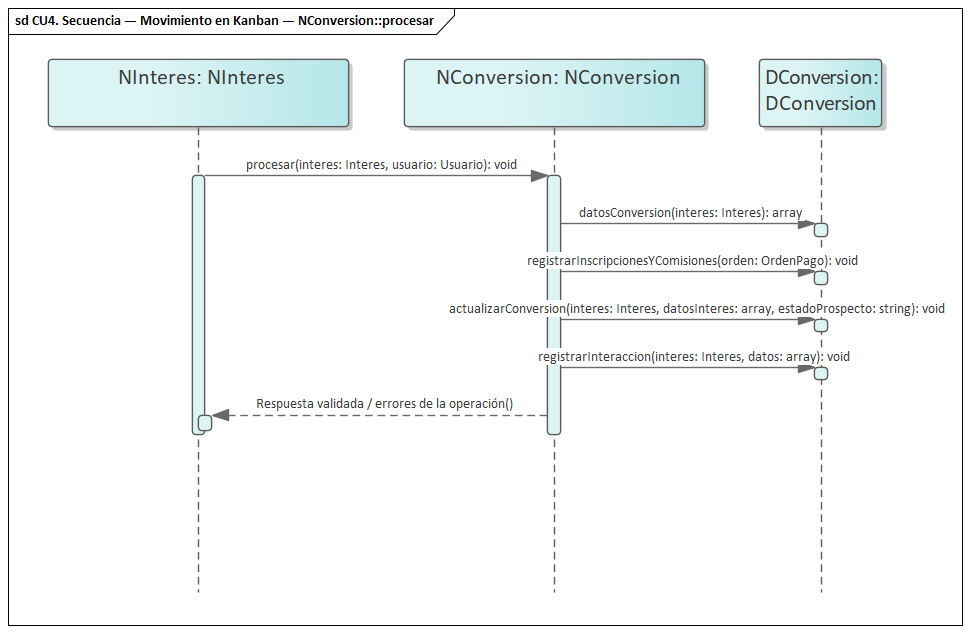 sd CU4. Secuencia — Movimiento en Kanban — NConversion::procesar
NInteres: NInteres
NConversion: NConversion
DConversion:
DConversion
procesar(interes: Interes, usuario: Usuario): void
datosConversion(interes: Interes): array
registrarInscripcionesYComisiones(orden: OrdenPago): void
actualizarConversion(interes: Interes, datosInteres: array, estadoProspecto: string): void
registrarInteraccion(interes: Interes, datos: array): void
Respuesta validada / errores de la operación()